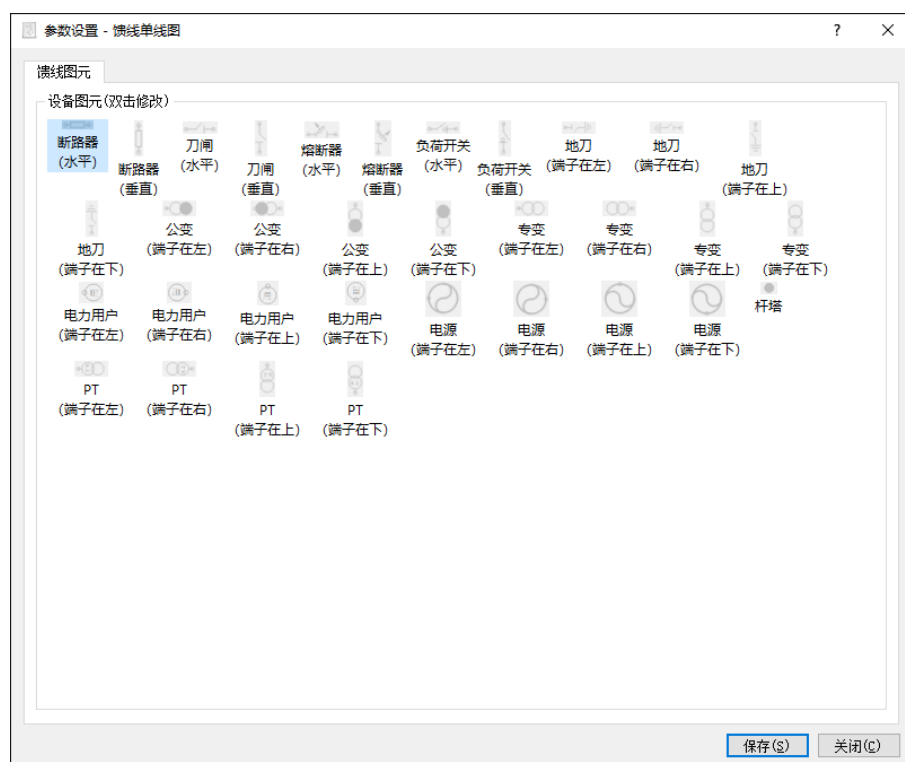 参数设置 - 馈线单线图
馈线图元
设备图元(双击修改)
断路器
(水平)
断路器
(垂直)
刀闸
(水平)
刀闸
(垂直)
熔断器
(水平)
熔断器
(垂直)
负荷开关
(水平)
负荷开关
(垂直)
地刀
(端子在左)
地刀
(端子在右)
地刀
(端子在上)
地刀
(端子在下)
公变
(端子在左)
公变
(端子在右)
公变
(端子在上)
公变
(端子在下)
专变
(端子在左)
专变
(端子在右)
专变
(端子在上)
专变
(端子在下)
电力用户
(端子在左)
电力用户
(端子在右)
电力用户
(端子在上)
电力用户
(端子在下)
电源
(端子在左)
电源
(端子在右)
电源
(端子在上)
电源
(端子在下)
杆塔
PT
(端子在左)
PT
(端子在右)
PT
(端子在上)
PT
(端子在下)
保存(S)
关闭(C)